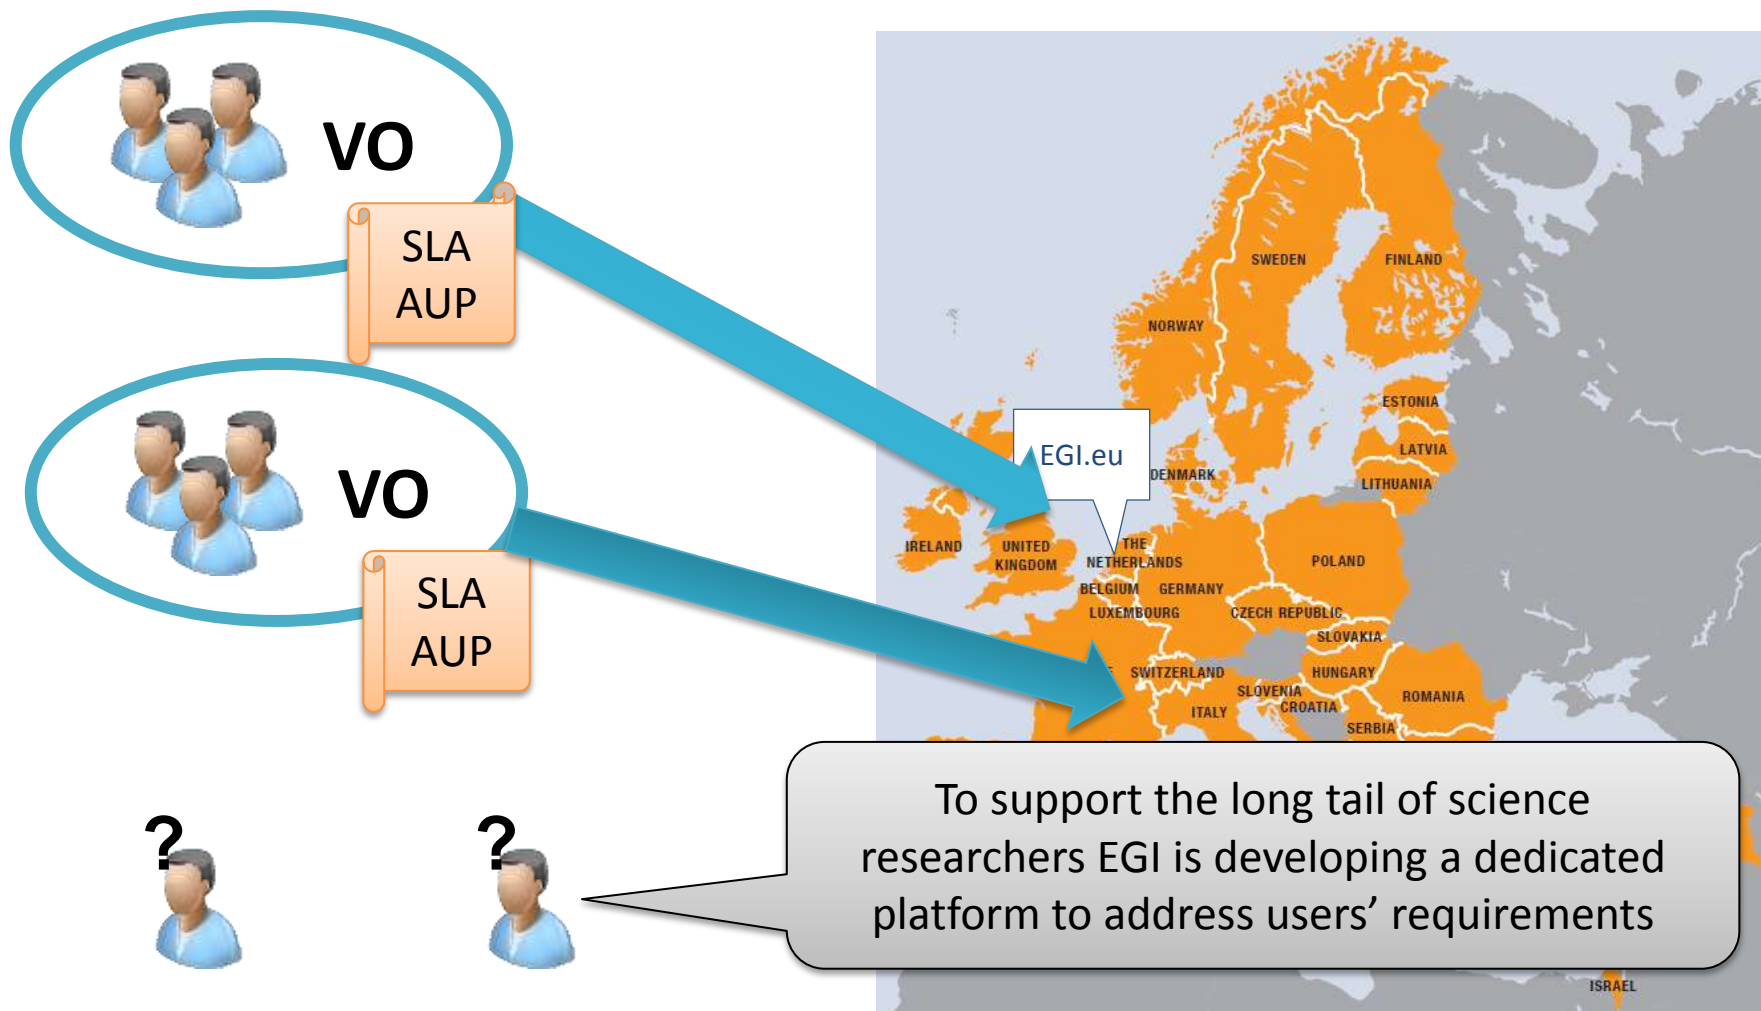 VO
SLA
AUP
VO
SLA
AUP
?
?
EGI.eu
SWEDEN
FINLAND
NORWAY
ESTONIA
LATVIA
LITHUANIA
DENMARK
IRELAND
UNITED
KINGDOM
THE
NETHERLANDS
BELGIUM
GERMANY
LUXEMBOURG
POLAND
CZECH REPUBLIC
SLOVAKIA
SWITZERLAND
HUNGARY
SLOVENIA
CROATIA
ROMANIA
ITALY
SERBIA
To support the long tail of science
researchers EGI is developing a dedicated
platform to address users’ requirements
ISRAEL